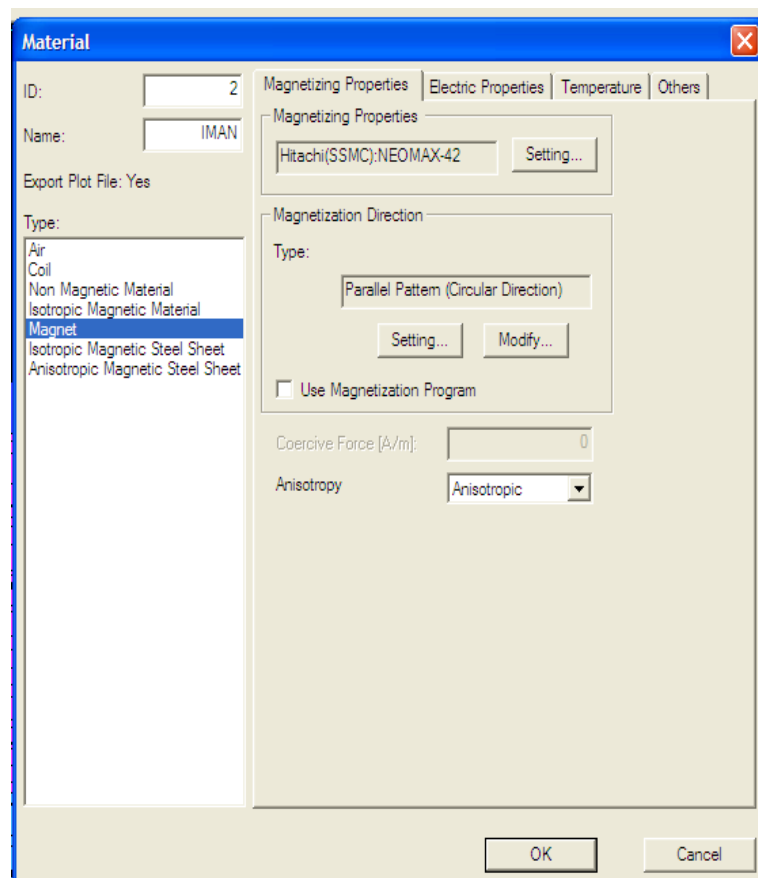 Material
ID:
2
Name:
IMAN
Export Plot File: Yes
Type:
Air
Coil
Non Magnetic Material
Isotropic Magnetic Material
Magnet
Isotropic Magnetic Steel Sheet
Anisotropic Magnetic Steel Sheet
Magnetizing Properties
Electric Properties
Temperature
Others
Magnetizing Properties
Hitachi(SSMC):NEOMAX-42
Setting...
Magnetization Direction
Type:
Parallel Pattern (Circular Direction)
Setting...
Modify...
Use Magnetization Program
Coercive Force [A/m]:
0
Anisotropy
Anisotropic
OK
Cancel